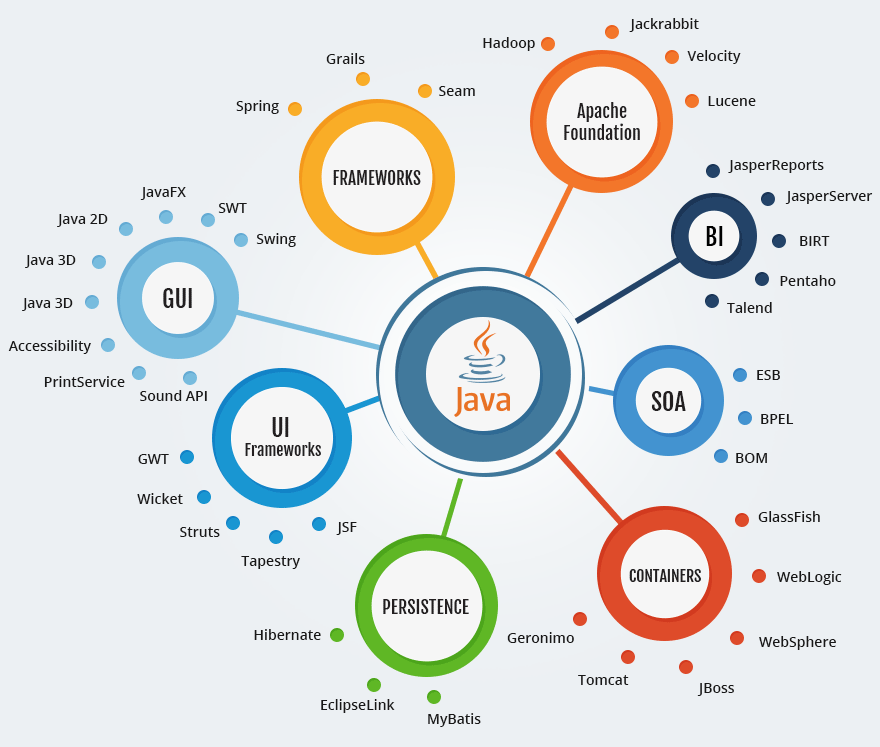 Java
FRAMEWORKS
Spring
Grails
Seam
Apache
Foundation
Hadoop
Jackrabbit
Velocity
Lucene
BI
JasperReports
JasperServer
BIRT
Pentaho
Talend
SOA
ESB
BPEL
BOM
CONTAINERS
GlassFish
WebLogic
WebSphere
JBoss
Tomcat
Geronimo
PERSISTENCE
Hibernate
EclipseLink
MyBatis
UI
Frameworks
GWT
Wicket
Struts
Tapestry
JSF
GUI
Swing
SWT
JavaFX
Java 2D
Java 3D
Java 3D
Accessibility
PrintService
Sound API